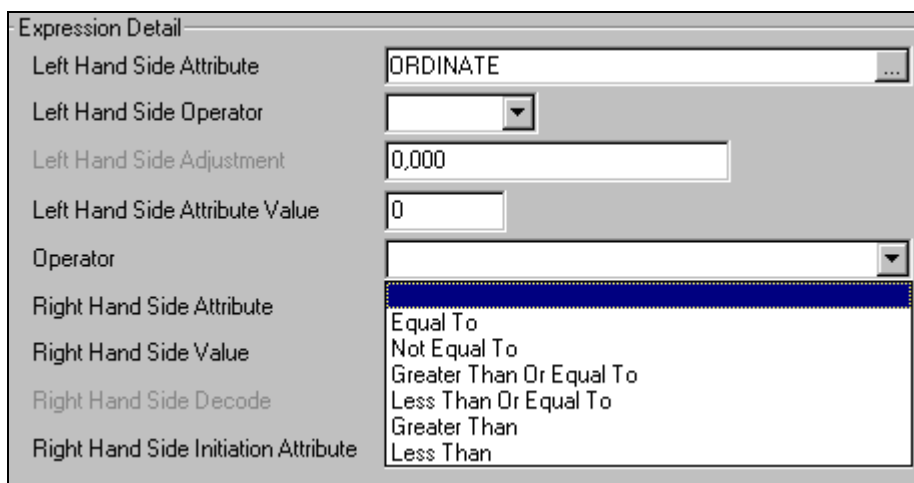 Expression Detail
Left Hand Side Attribute ORDINATE ...
Left Hand Side Operator
Left Hand Side Adjustment 0,000
Left Hand Side Attribute Value 0
Operator
Right Hand Side Attribute
Equal To
Right Hand Side Value
Not Equal To
Greater Than Or Equal To
Right Hand Side Decode
Less Than Or Equal To
Greater Than
Right Hand Side Initiation Attribute
Less Than